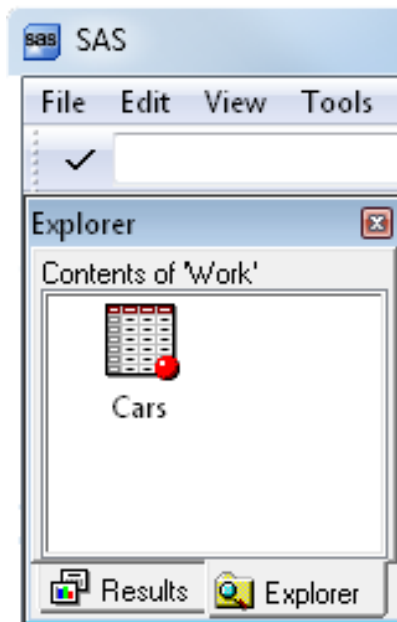 sas SAS
File Edit View Tools
Explorer
Contents of 'Work'
Cars
Results Explorer